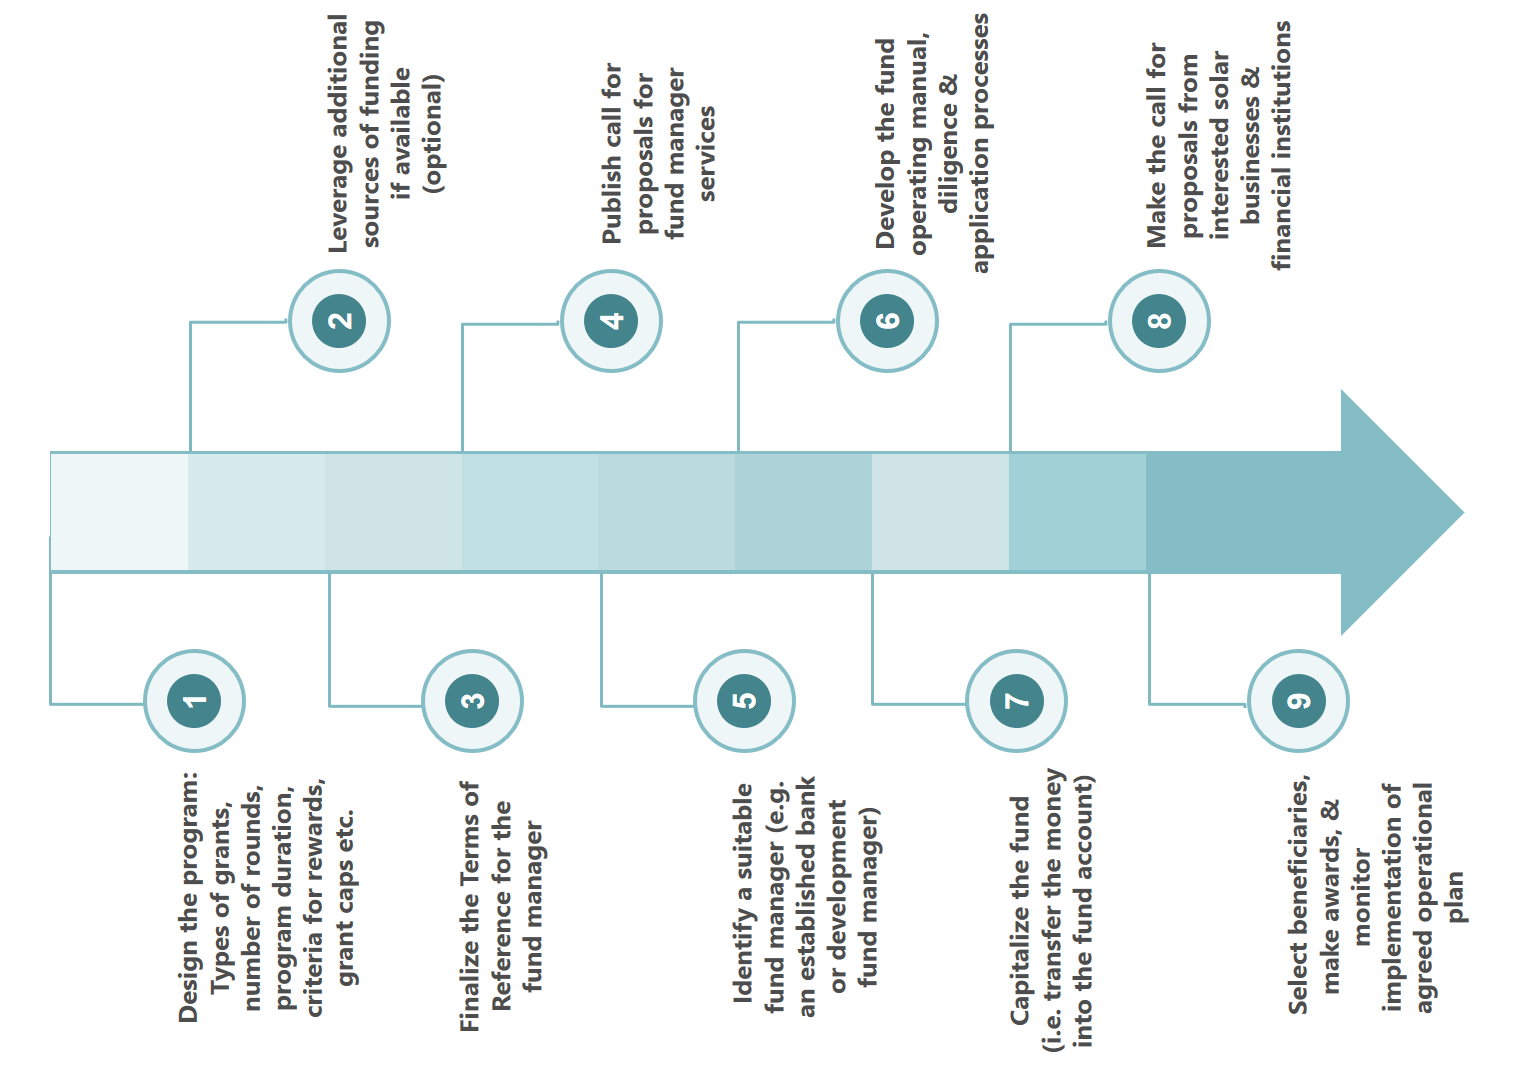 1
Design the program:
Types of grants,
number of rounds,
program duration,
criteria for rewards,
grant caps etc.
2
Leverage additional
sources of funding
if available
(optional)
3
Finalize the Terms of
Reference for the
fund manager
4
Publish call for
proposals for
fund manager
services
5
Identify a suitable
fund manager (e.g.
an established bank
or development
fund manager)
6
Develop the fund
operating manual,
diligence &
application processes
7
Capitalize the fund
(i.e. transfer the money
into the fund account)
8
Make the call for
proposals from
interested solar
businesses &
financial institutions
9
Select beneficiaries,
make awards, &
monitor
implementation of
agreed operational
plan